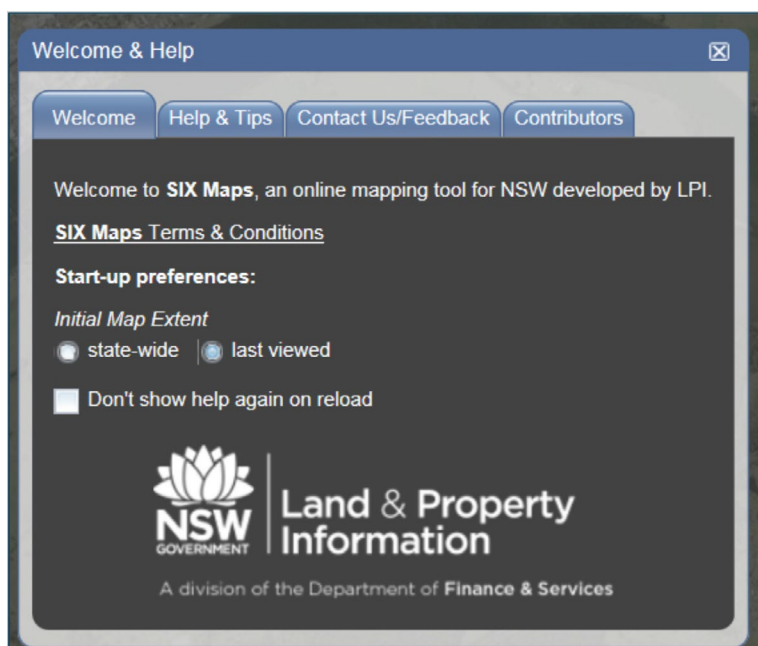 Welcome & Help
Welcome
Help & Tips
Contact Us/Feedback
Contributors
Welcome to SIX Maps, an online mapping tool for NSW developed by LPI.
SIX Maps Terms & Conditions
Start-up preferences:
Initial Map Extent
state-wide
last viewed
Don't show help again on reload
NSW
GOVERNMENT
Land & Property
Information
A division of the Department of Finance & Services